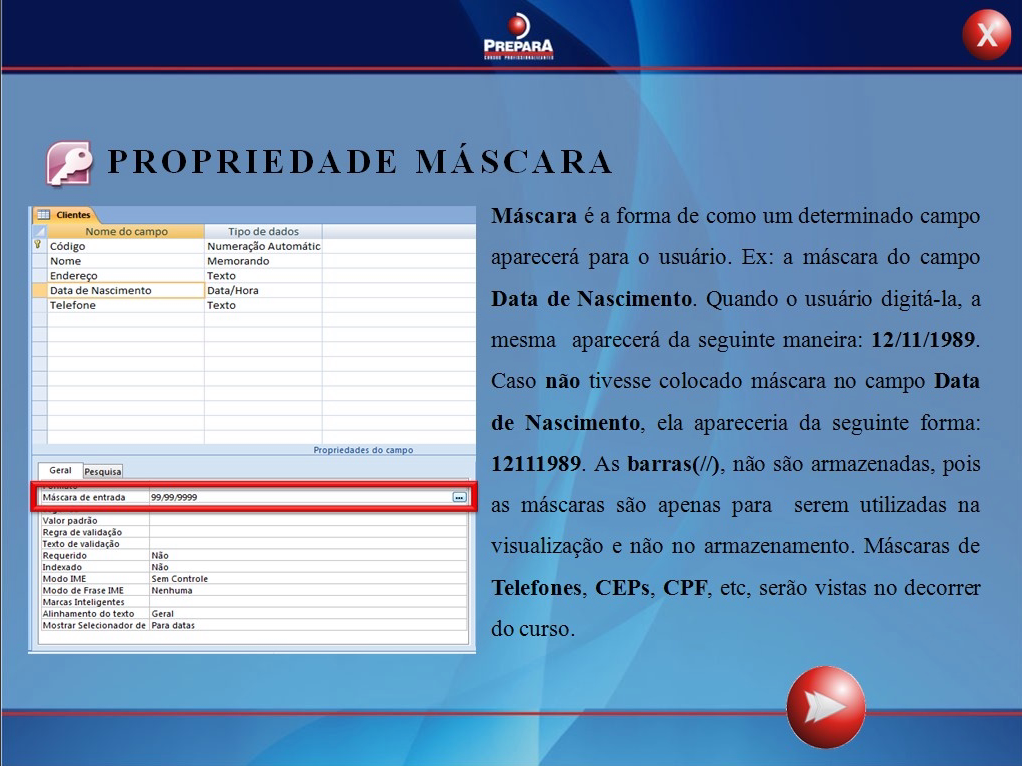 PREPARA
CURSOS PROFISSIONALIZANTES
X
PROPRIEDADE MÁSCARA
Clientes
Nome do campo Tipo de dados
Código Numeração Automátic
Nome Memorando
Endereço Texto
Data de Nascimento Data/Hora
Telefone Texto
Propriedades do campo
Geral Pesquisa
Formato
Máscara de entrada 99/99/9999 ...
Valor padrão
Regra de validação
Texto de validação
Requerido Não
Indexado Não
Modo IME Sem Controle
Modo de Frase IME Nenhuma
Marcas Inteligentes
Alinhamento do texto Geral
Mostrar Selecionador de Para datas
Máscara é a forma de como um determinado campo
aparecerá para o usuário. Ex: a máscara do campo
Data de Nascimento. Quando o usuário digitá-la, a
mesma aparecerá da seguinte maneira: 12/11/1989.
Caso não tivesse colocado máscara no campo Data
de Nascimento, ela apareceria da seguinte forma:
12111989. As barras(//), não são armazenadas, pois
as máscaras são apenas para serem utilizadas na
visualização e não no armazenamento. Máscaras de
Telefones, CEPs, CPF, etc, serão vistas no decorrer
do curso.